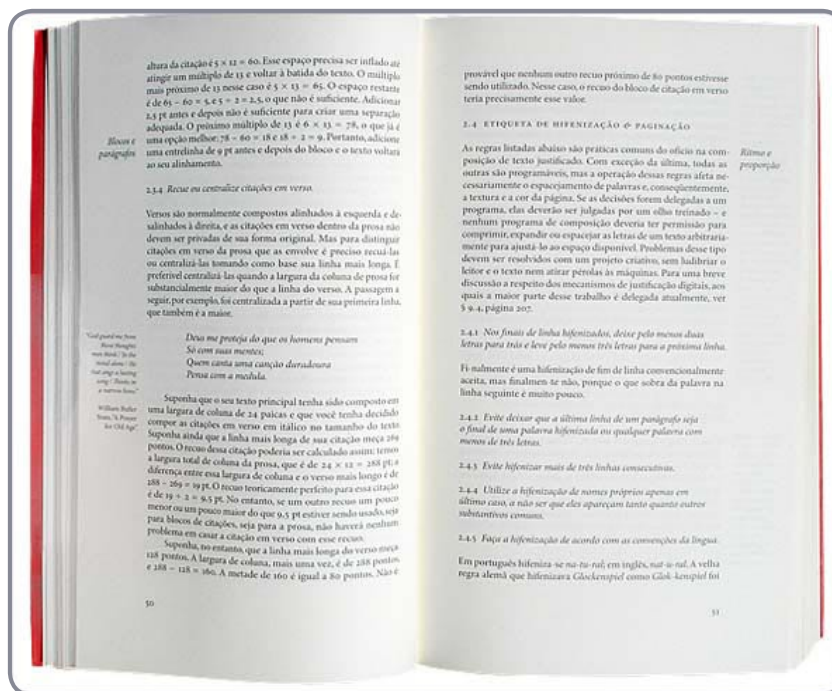 altura da citação é 5 × 12 = 60. Esse espaço precisa ser inflado até
atingir um múltiplo de 13 e voltar à batida do texto. O múltiplo
mais próximo de 13 nesse caso é 5 × 13 = 65. O espaço restante
é de 65 – 60 = 5, e 5 ÷ 2 = 2,5, o que não é suficiente. Adicionar
2,5 pt antes e depois não é suficiente para criar uma separação
adequada. O próximo múltiplo de 13 é 6 × 13 = 78, o que já é
uma opção melhor: 78 – 60 = 18 e 18 ÷ 2 = 9. Portanto, adicione
uma entrelinha de 9 pt antes e depois do bloco e o texto voltará
ao seu alinhamento.
Blocos e
parágrafos
2.3.4 Recue ou centralize citações em verso.
Versos são normalmente compostos alinhados à esquerda e de-
salinhados à direita, e as citações em verso dentro da prosa não
devem ser privadas de sua forma original. Mas para distinguir
citações em verso da prosa que as envolve é preciso recuá-las
ou centralizá-las tomando como base sua linha mais longa. É
preferível centralizá-las quando a largura da coluna de prosa for
substancialmente maior do que a linha do verso. A passagem a
seguir, por exemplo, foi centralizada a partir de sua primeira linha,
que também é a maior.
Deus me proteja do que os homens pensam
Só com suas mentes;
Quem canta uma canção duradoura
Pensa com a medula.
"God guard me from
those thoughts
men think / In the
mind alone / He
that sings a lasting
song / Thinks in
a marrow bone."
William Butler
Yeats, "A Prayer
for Old Age".
Suponha que o seu texto principal tenha sido composto em
uma largura de coluna de 24 paicas e que você tenha decidido
compor as citações em verso em itálico no tamanho do texto
Suponha ainda que a linha mais longa de sua citação meça 269
pontos. O recuo dessa citação poderia ser calculado assim: temos
a largura total de coluna da prosa, que é de 24 × 12 = 288 pt; a
diferença entre essa largura de coluna e o verso mais longo é de
288 – 269 = 19 pt. O recuo teoricamente perfeito para essa citação
é de 19 ÷ 2 = 9,5 pt. No entanto, se um outro recuo um pouco
menor ou um pouco maior do que 9,5 pt estiver sendo usado, seja
para blocos de citações, seja para a prosa, não haverá nenhum
problema em casar a citação em verso com esse recuo.
Suponha, no entanto, que a linha mais longa do verso meça
128 pontos. A largura de coluna, mais uma vez, é de 288 pontos
e 288 – 128 = 160. A metade de 160 é igual a 80 pontos. Não é
50
provável que nenhum outro recuo próximo de 80 pontos estivesse
sendo utilizado. Nesse caso, o recuo do bloco de citação em verso
teria precisamente esse valor.
2.4 ETIQUETA DE HIFENIZAÇÃO & PAGINAÇÃO
As regras listadas abaixo são práticas comuns do ofício na com-
posição de texto justificado. Com exceção da última, todas as
outras são programáveis, mas a operação dessas regras afeta ne-
cessariamente o espacejamento de palavras e, conseqüentemente,
a textura e a cor da página. Se as decisões forem delegadas a um
programa, elas deverão ser julgadas por um olho treinado – e
nenhum programa de composição deveria ter permissão para
comprimir, expandir ou espacejar as letras de um texto arbitraria-
mente para ajustá-lo ao espaço disponível. Problemas desse tipo
devem ser resolvidos com um projeto criativo, sem ludibriar o
leitor e o texto nem atirar pérolas às máquinas. Para uma breve
discussão a respeito dos mecanismos de justificação digitais, aos
quais a maior parte desse trabalho é delegada atualmente, ver
§ 9.4, página 207.
Ritmo e
proporção
2.4.1 Nos finais de linha hifenizados, deixe pelo menos duas
letras para trás e leve pelo menos três letras para a próxima linha.
Fi-nalmente é uma hifenização de fim de linha convencionalmente
aceita, mas finalmen-te não, porque o que sobra da palavra na
linha seguinte é muito pouco.
2.4.2 Evite deixar que a última linha de um parágrafo seja
o final de uma palavra hifenizada ou qualquer palavra com
menos de três letras.
2.4.3 Evite hifenizar mais de três linhas consecutivas.
2.4.4 Utilize a hifenização de nomes próprios apenas em
último caso, a não ser que eles apareçam tanto quanto outros
substantivos comuns.
2.4.5 Faça a hifenização de acordo com as convenções da língua.
Em português hifeniza-se na-tu-ral; em inglês, nat-u-ral. A velha
regra alemã que hifenizava Glockenspiel como Glok-kenspiel foi
51